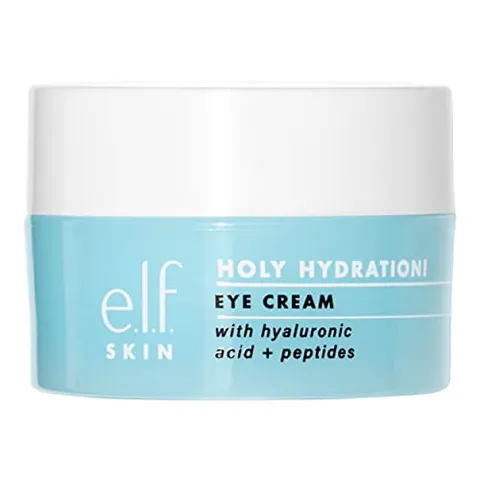 e.l.f.
SKIN
HOLY HYDRATION!
EYE CREAM
with hyaluronic
acid + peptides